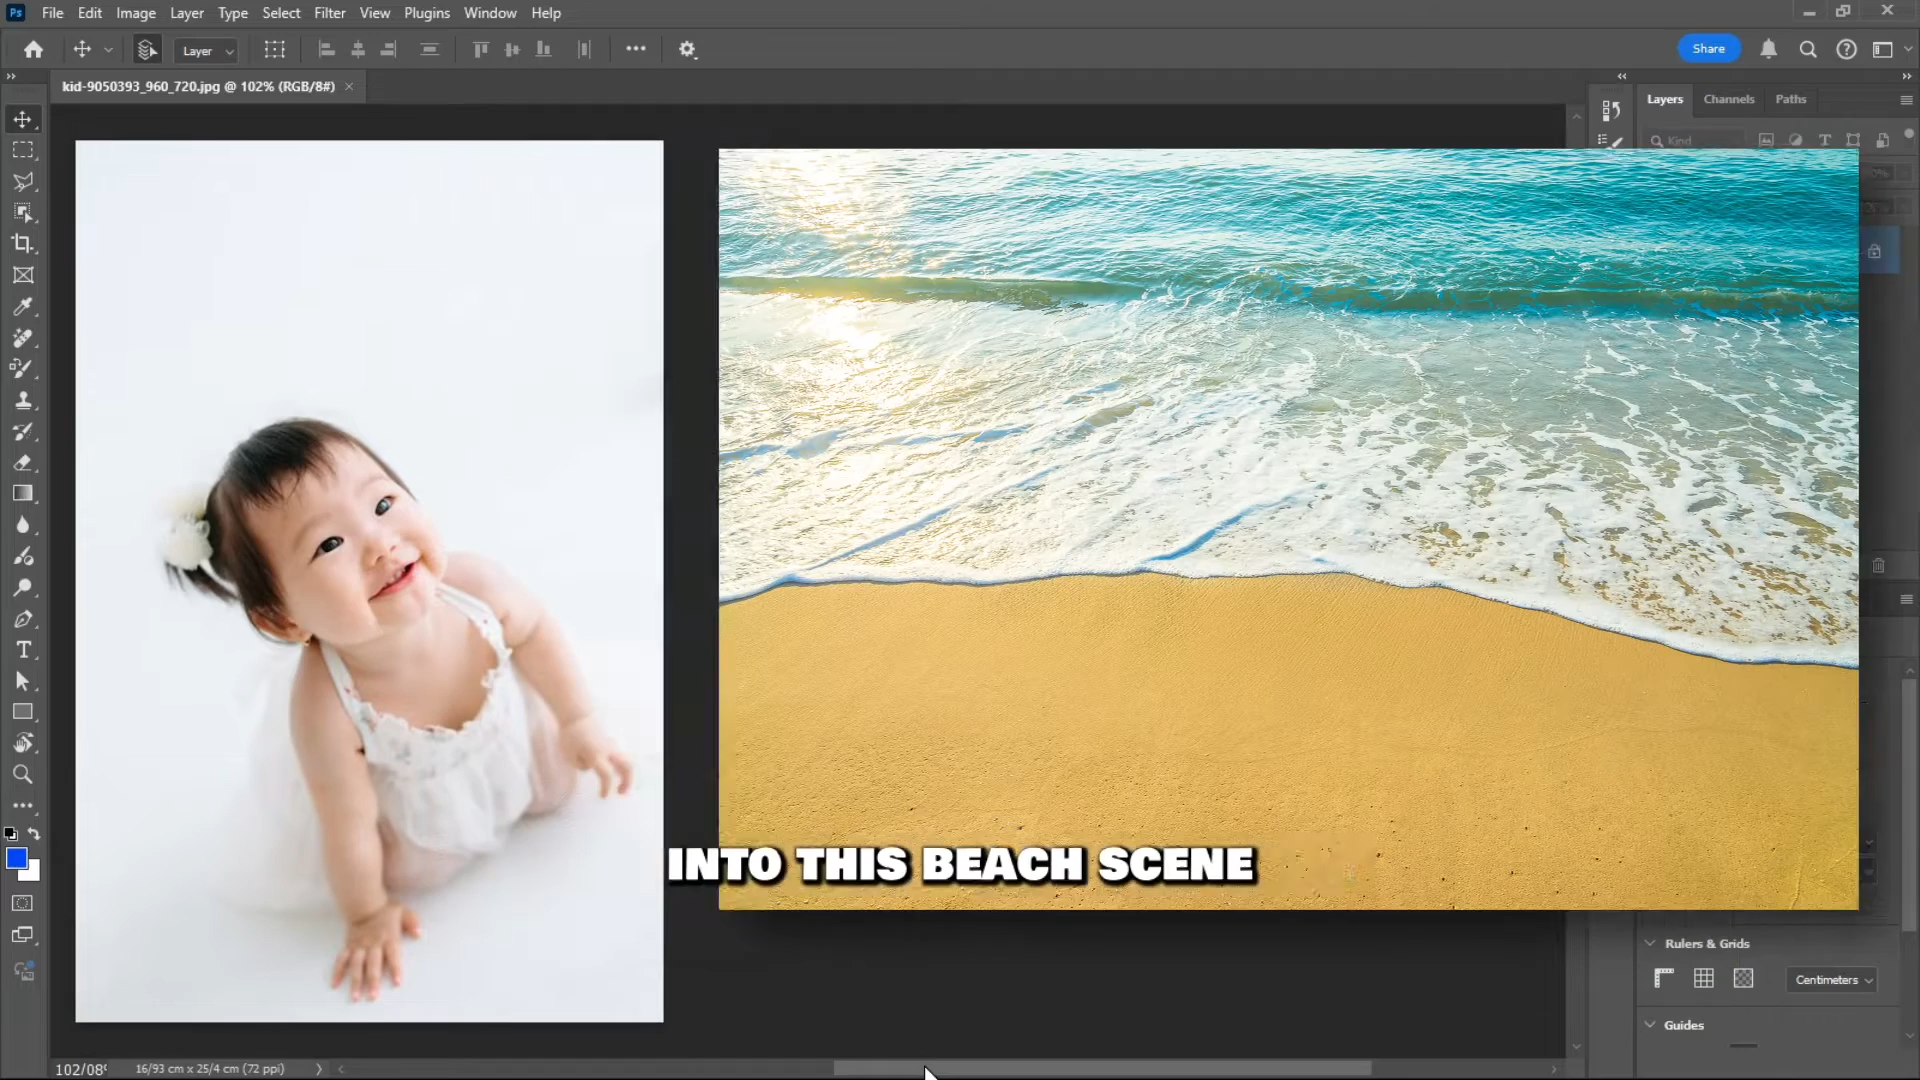 Ps File Edit Image Layer Type Select Filter View Plugins Window Help
Layer
Share
kid-9050393_960_720.jpg @ 102% (RGB/8#)
Layers Channels Paths
Kind
INTO THIS BEACH SCENE
Rulers & Grids
Centimeters
Guides
16/93 cm x 25/4 cm (72 ppi)